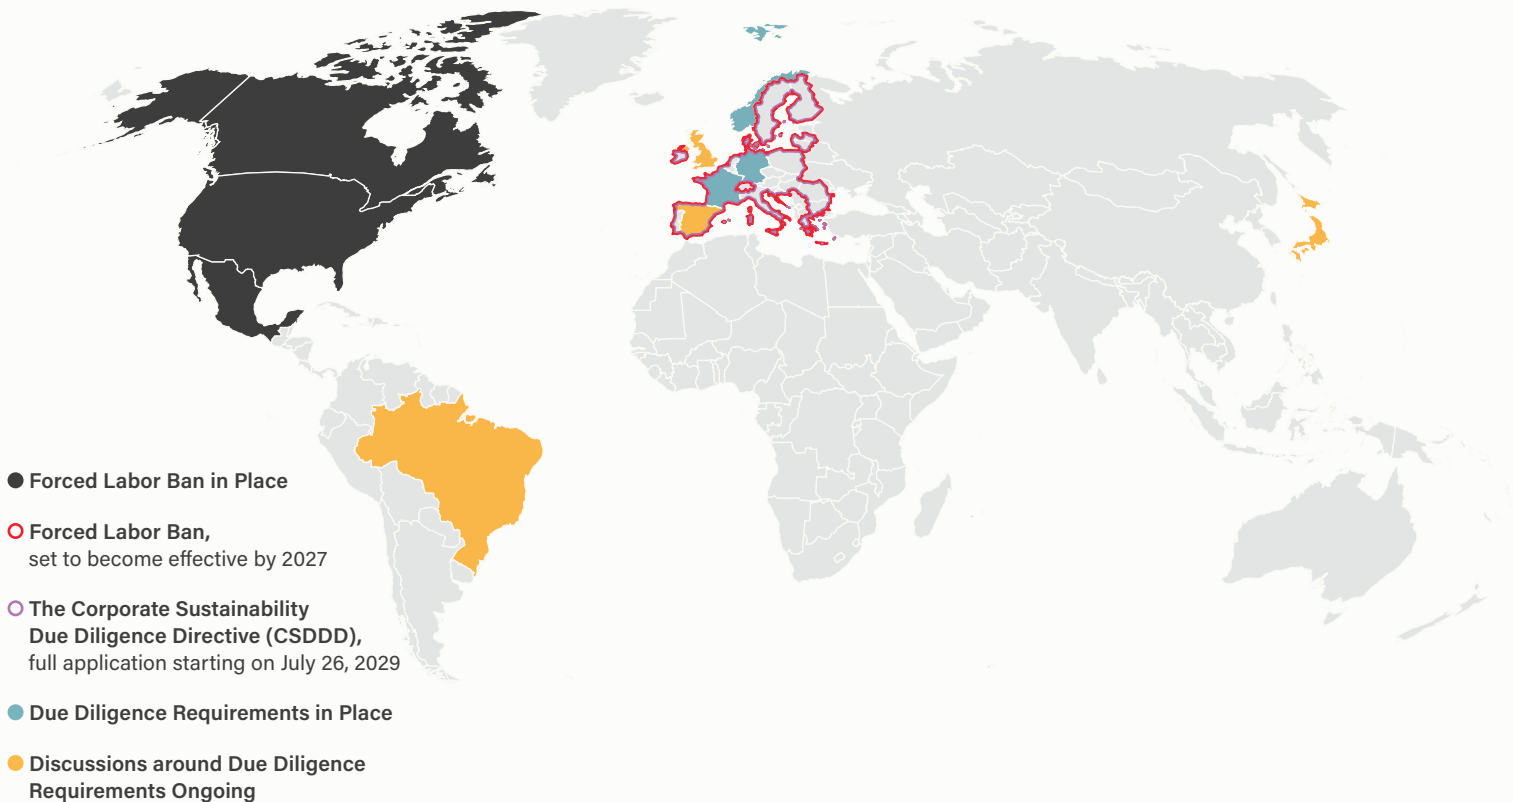 Forced Labor Ban in Place
Forced Labor Ban,
set to become effective by 2027
The Corporate Sustainability
Due Diligence Directive (CSDDD),
full application starting on July 26, 2029
Due Diligence Requirements in Place
Discussions around Due Diligence
Requirements Ongoing